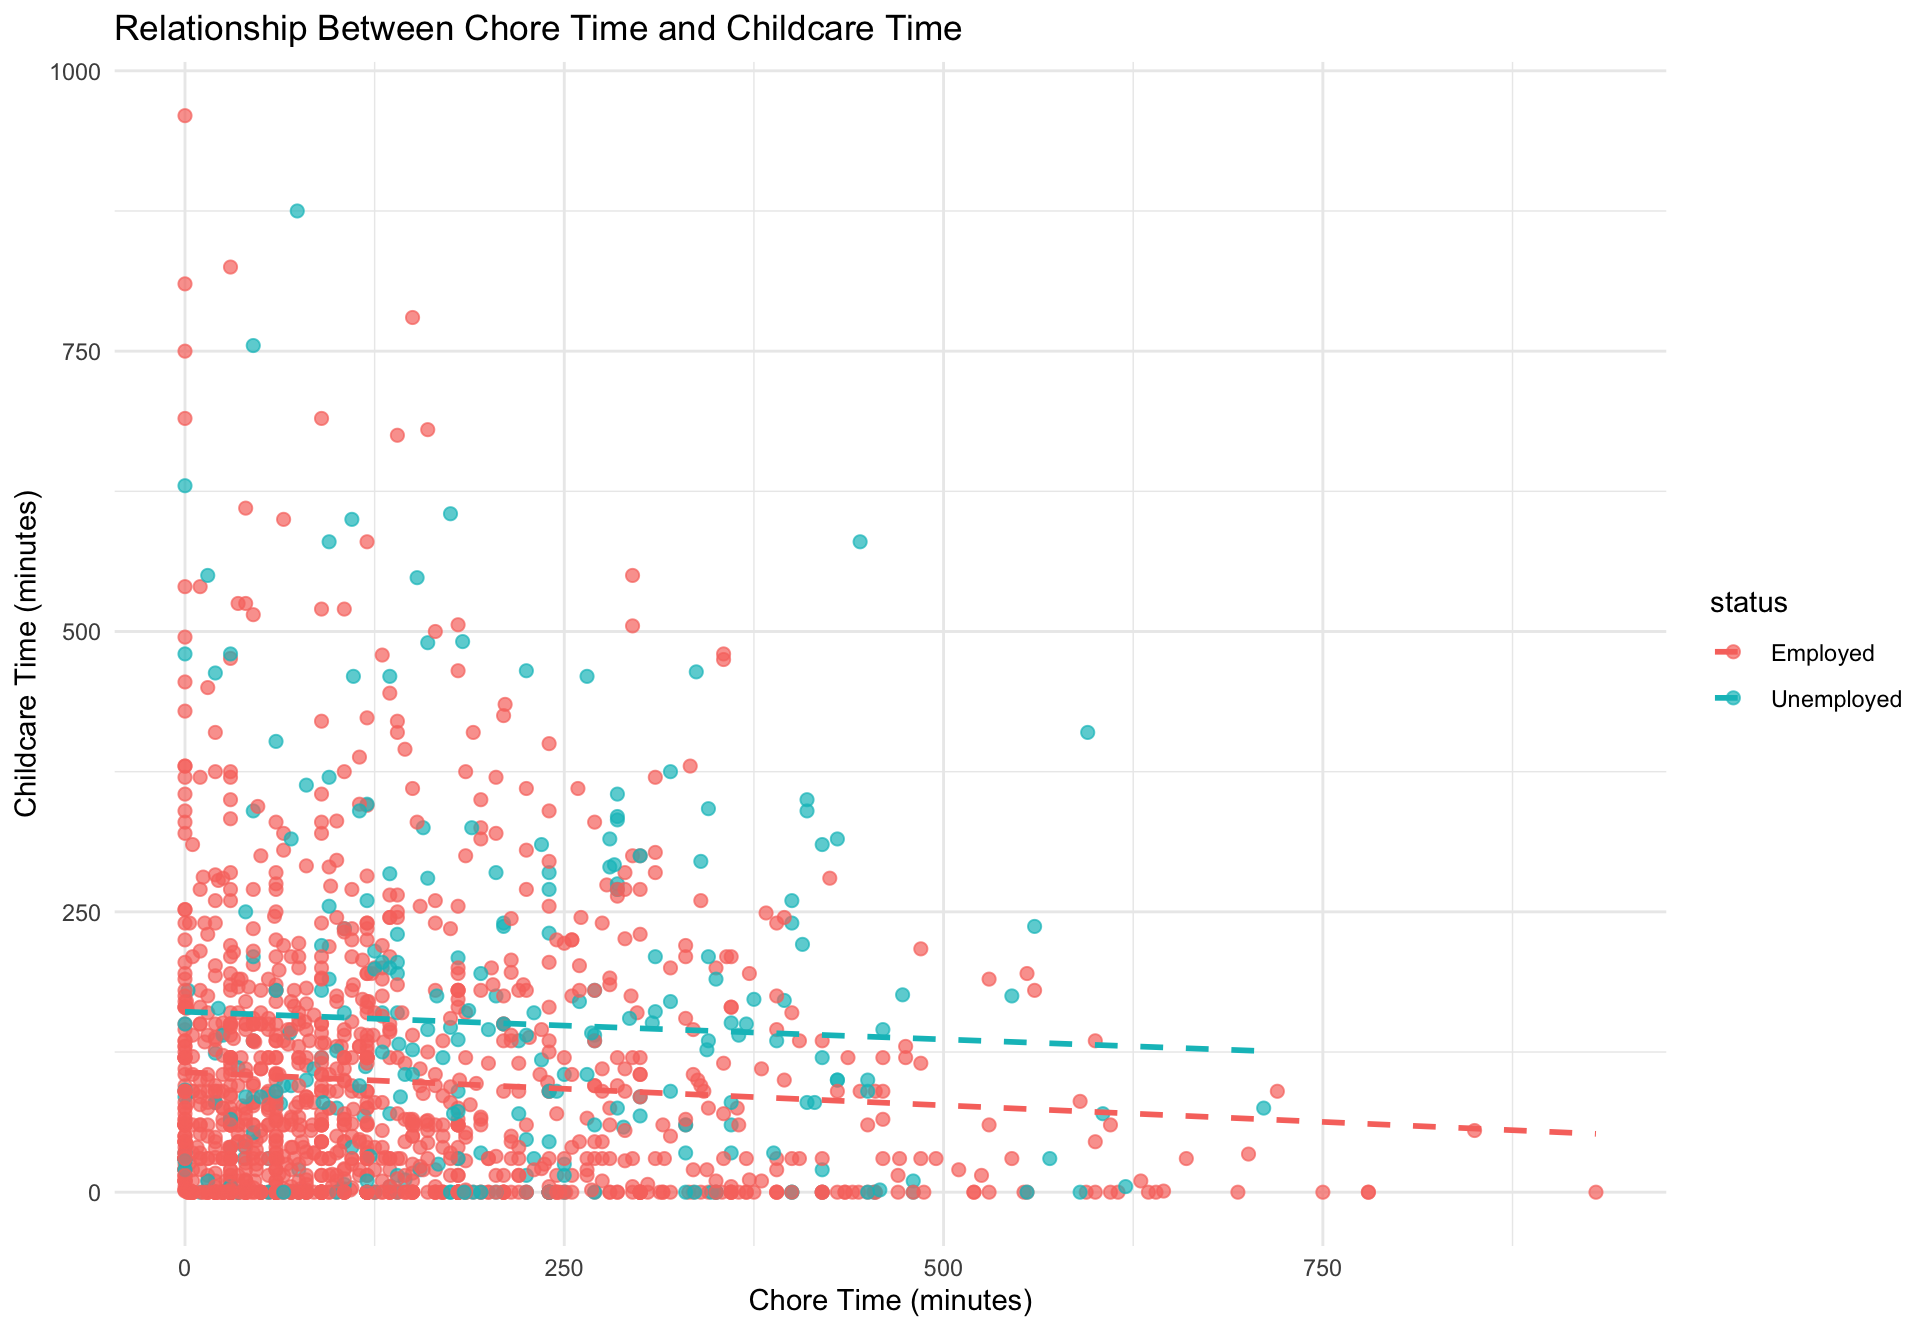 Relationship Between Chore Time and Childcare Time
1000
750
500
250
0
Childcare Time (minutes)
0
250
500
750
Chore Time (minutes)
status
Employed
Unemployed